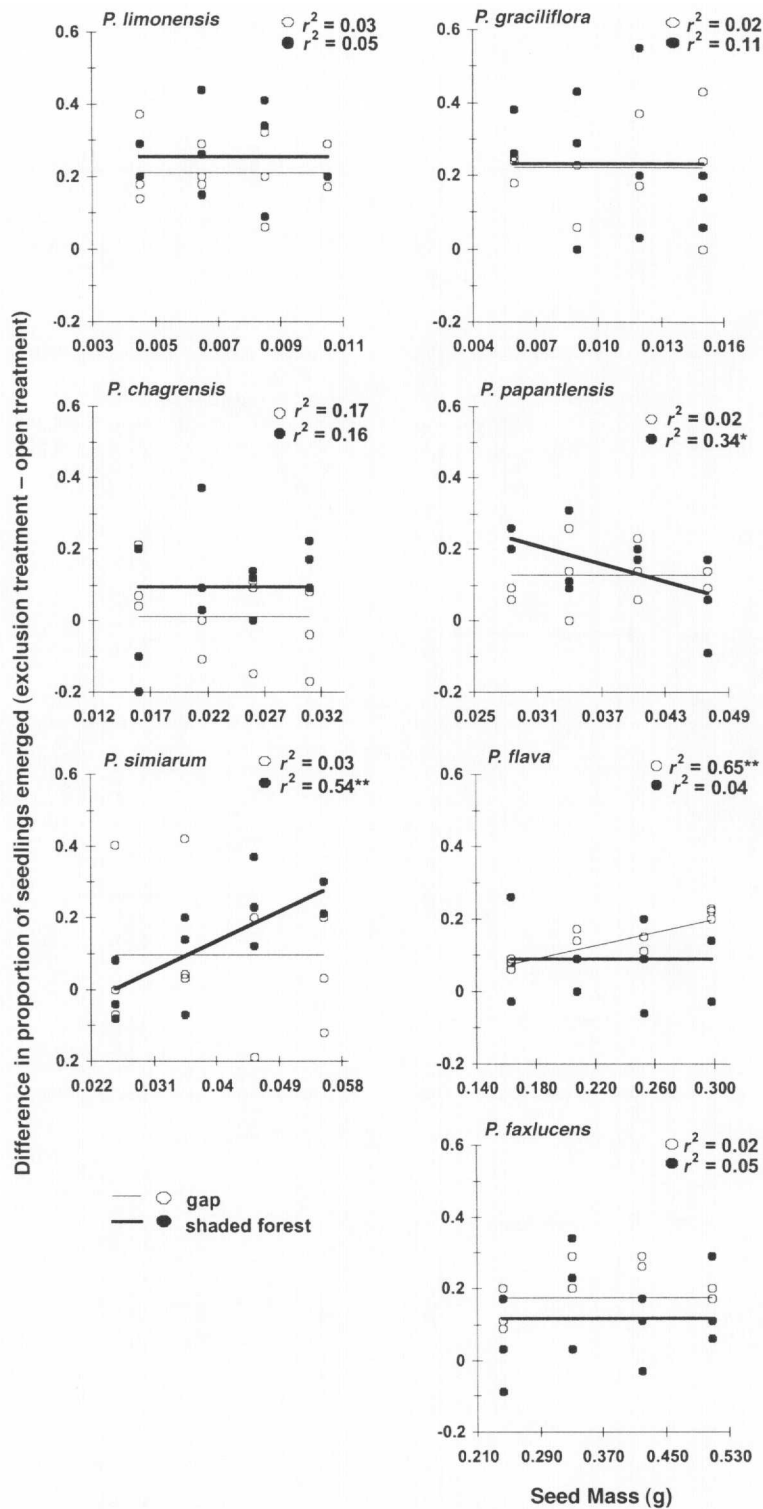 Difference in proportion of seedlings emerged (exclusion treatment – open treatment)
P. limonensis
r² = 0.03
r² = 0.05
0.6
0.4
0.2
0
-0.2
0.003 0.005 0.007 0.009 0.011
P. graciliflora
r² = 0.02
r² = 0.11
0.6
0.4
0.2
0
-0.2
0.004 0.007 0.010 0.013 0.016
P. chagrensis
r² = 0.17
r² = 0.16
0.6
0.4
0.2
0
-0.2
0.012 0.017 0.022 0.027 0.032
P. papantlensis
r² = 0.02
r² = 0.34*
0.6
0.4
0.2
0
-0.2
0.025 0.031 0.037 0.043 0.049
P. simiarum
r² = 0.03
r² = 0.54**
0.6
0.4
0.2
0
0.2
0.022 0.031 0.04 0.049 0.058
P. flava
r² = 0.65**
r² = 0.04
0.6
0.4
0.2
0
-0.2
0.140 0.180 0.220 0.260 0.300
gap
shaded forest
P. faxlucens
r² = 0.02
r² = 0.05
0.6
0.4
0.2
0
-0.2
0.210 0.290 0.370 0.450 0.530
Seed Mass (g)